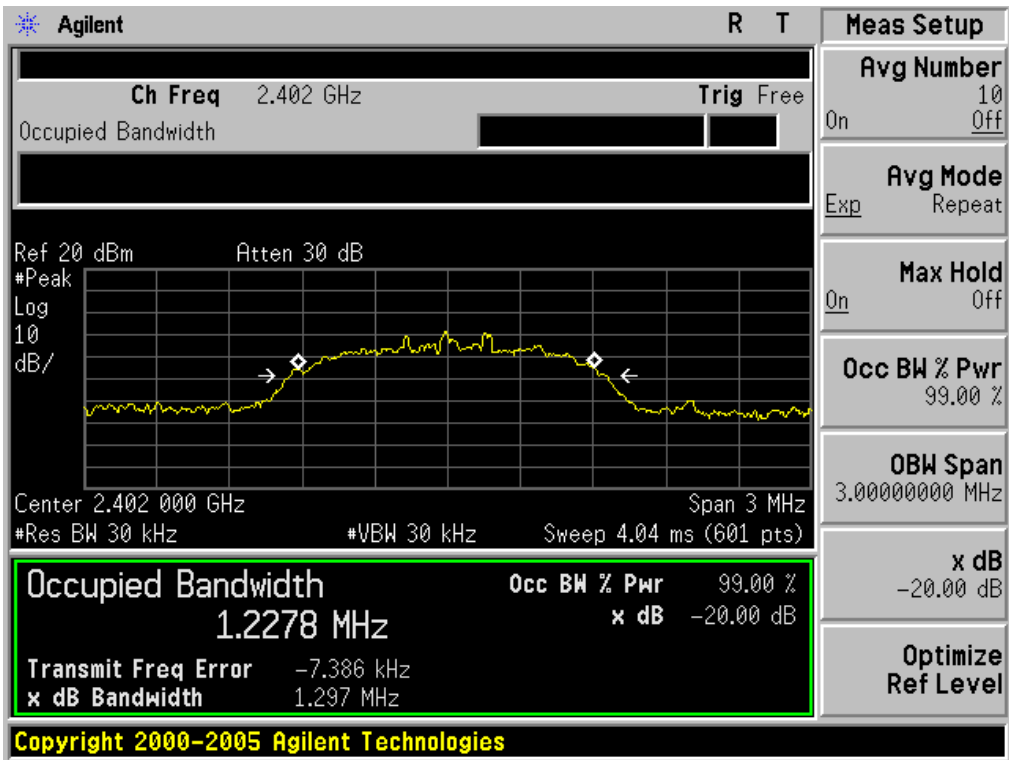 Agilent R T
Ch Freq 2.402 GHz Trig Free
Occupied Bandwidth
Ref 20 dBm Atten 30 dB
#Peak
Log
10
dB/
Center 2.402 000 GHz Span 3 MHz
#Res BW 30 kHz #VBW 30 kHz Sweep 4.04 ms (601 pts)
Occupied Bandwidth
1.2278 MHz
Occ BW % Pwr 99.00 %
x dB -20.00 dB
Transmit Freq Error -7.386 kHz
x dB Bandwidth 1.297 MHz
Meas Setup
Avg Number
10
On Off
Avg Mode
Exp Repeat
Max Hold
On Off
Occ BW % Pwr
99.00 %
OBW Span
3.00000000 MHz
x dB
-20.00 dB
Optimize
Ref Level
Copyright 2000-2005 Agilent Technologies